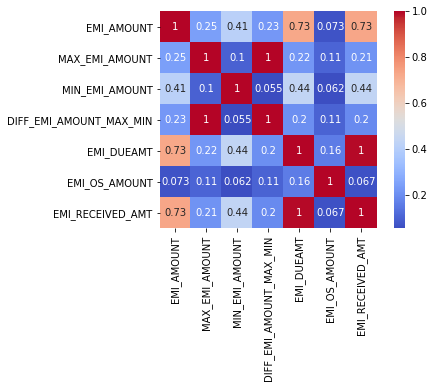 EMI_AMOUNT 1 0.25 0.41 0.23 0.73 0.073 0.73
MAX_EMI_AMOUNT 0.25 1 0.1 1 0.22 0.11 0.21
MIN_EMI_AMOUNT 0.41 0.1 1 0.055 0.44 0.062 0.44
DIFF_EMI_AMOUNT_MAX_MIN 0.23 1 0.055 1 0.2 0.11 0.2
EMI_DUEAMT 0.73 0.22 0.44 0.2 1 0.16 1
EMI_OS_AMOUNT 0.073 0.11 0.062 0.11 0.16 1 0.067
EMI_RECEIVED_AMT 0.73 0.21 0.44 0.2 1 0.067 1
EMI_AMOUNT
MAX_EMI_AMOUNT
MIN_EMI_AMOUNT
DIFF_EMI_AMOUNT_MAX_MIN
EMI_DUEAMT
EMI_OS_AMOUNT
EMI_RECEIVED_AMT
1.0
0.8
0.6
0.4
0.2